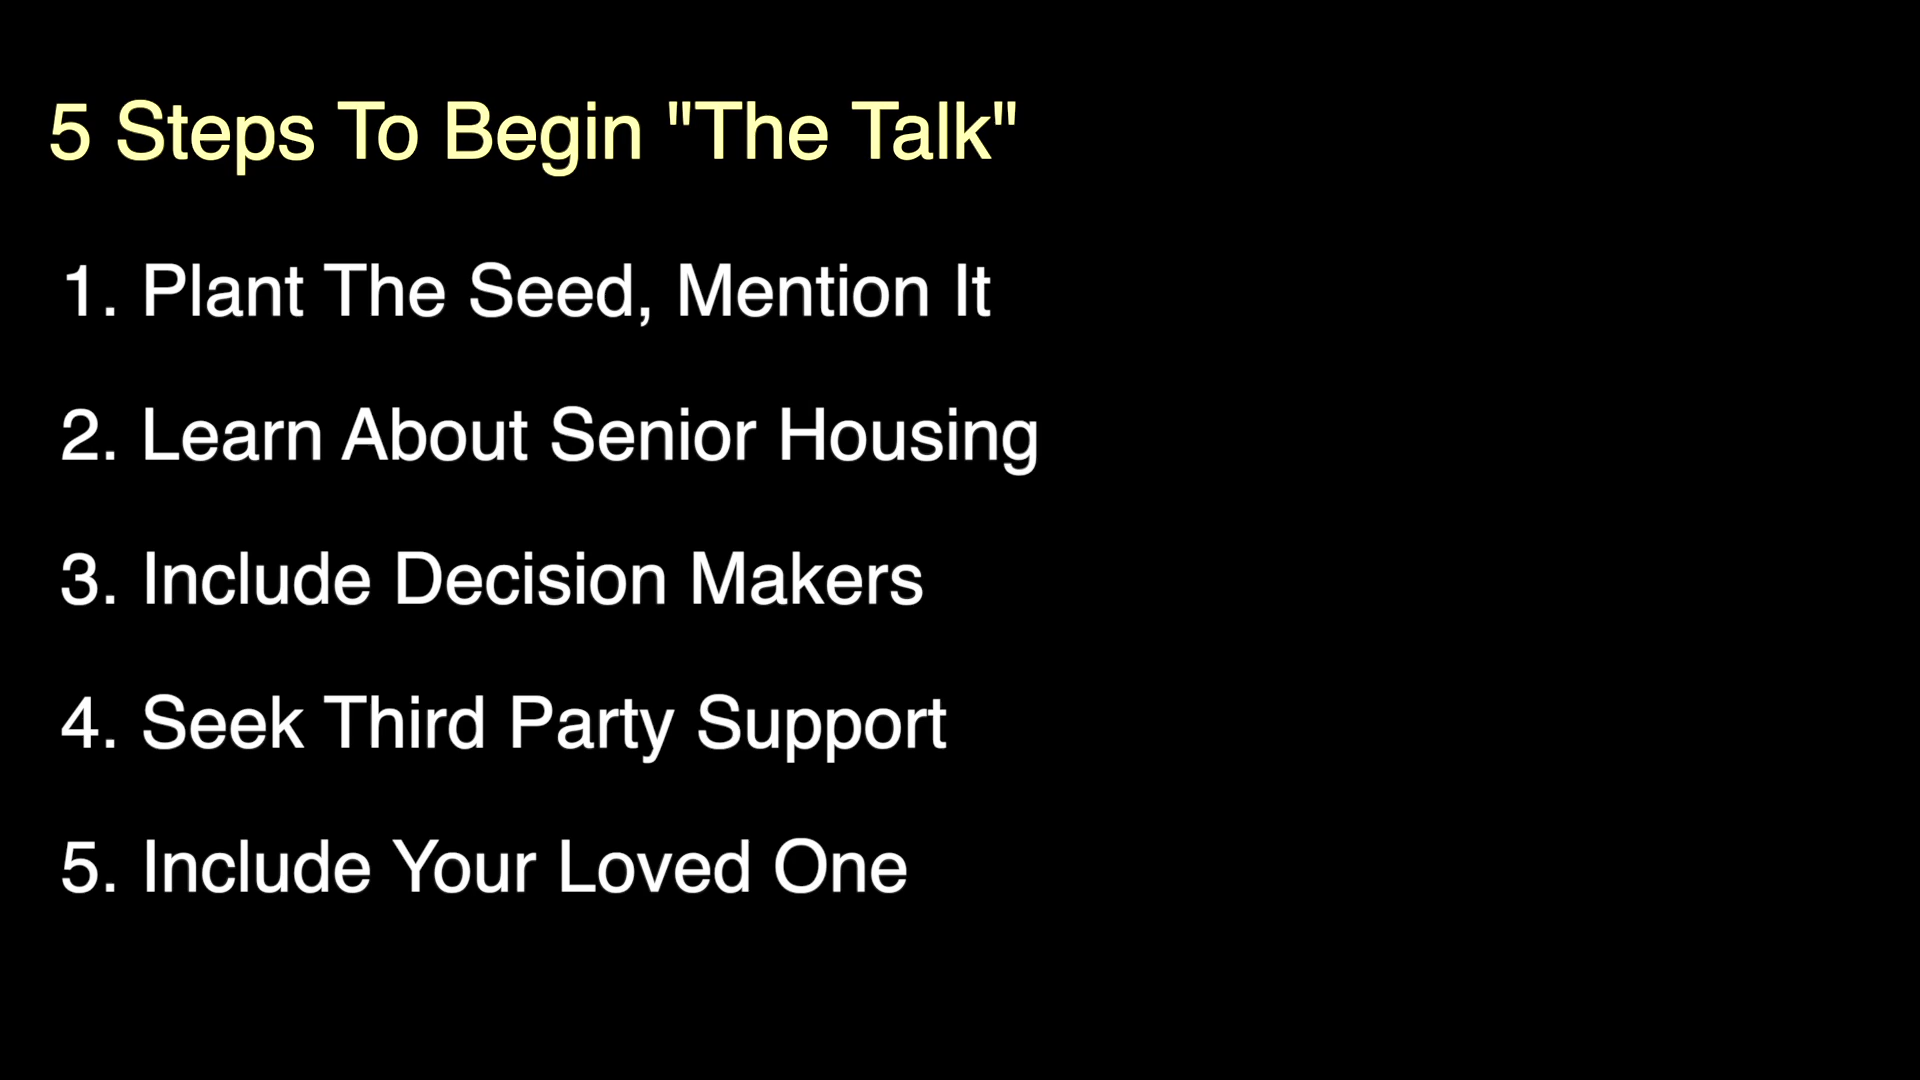 5 Steps To Begin "The Talk"
1. Plant The Seed, Mention It
2. Learn About Senior Housing
3. Include Decision Makers
4. Seek Third Party Support
5. Include Your Loved One